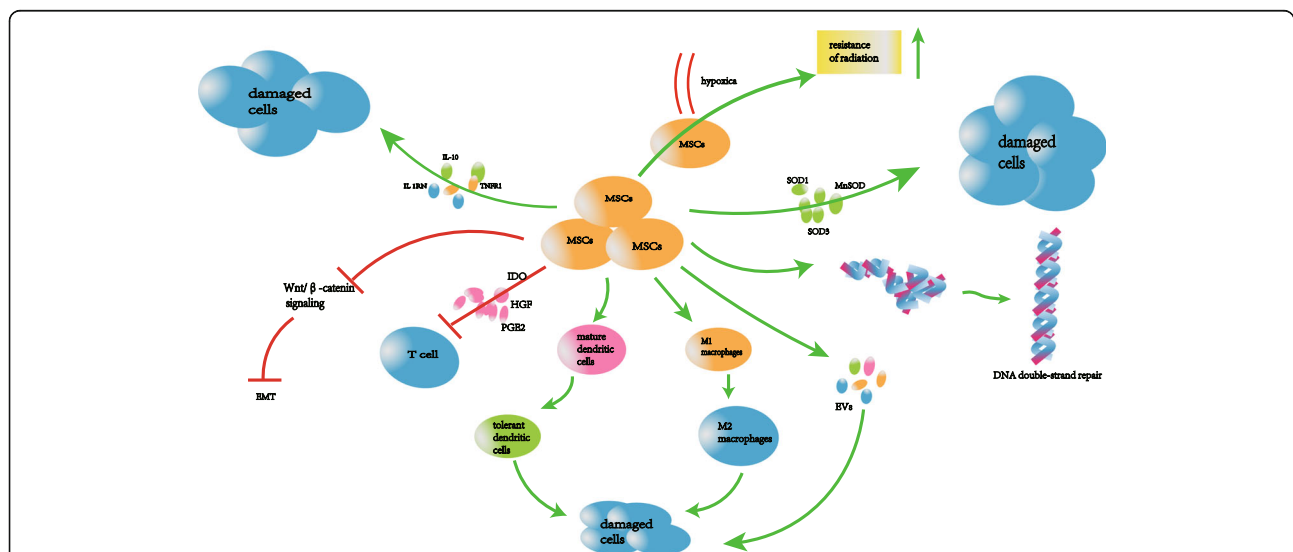 resistance
of radiation
hypoxica
MSCs
damaged
cells
IL-10
IL 1RN
TNFR1
MSCs
MSCs
MSCs
SOD1
MnSOD
SOD3
damaged
cells
Wnt/ β -catenin
signaling
EMT
IDO
HGF
PGE2
T cell
mature
dendritic
cells
M1
macrophages
tolerant
dendritic
cells
M2
macrophages
EVs
DNA double-strand repair
damaged
cells